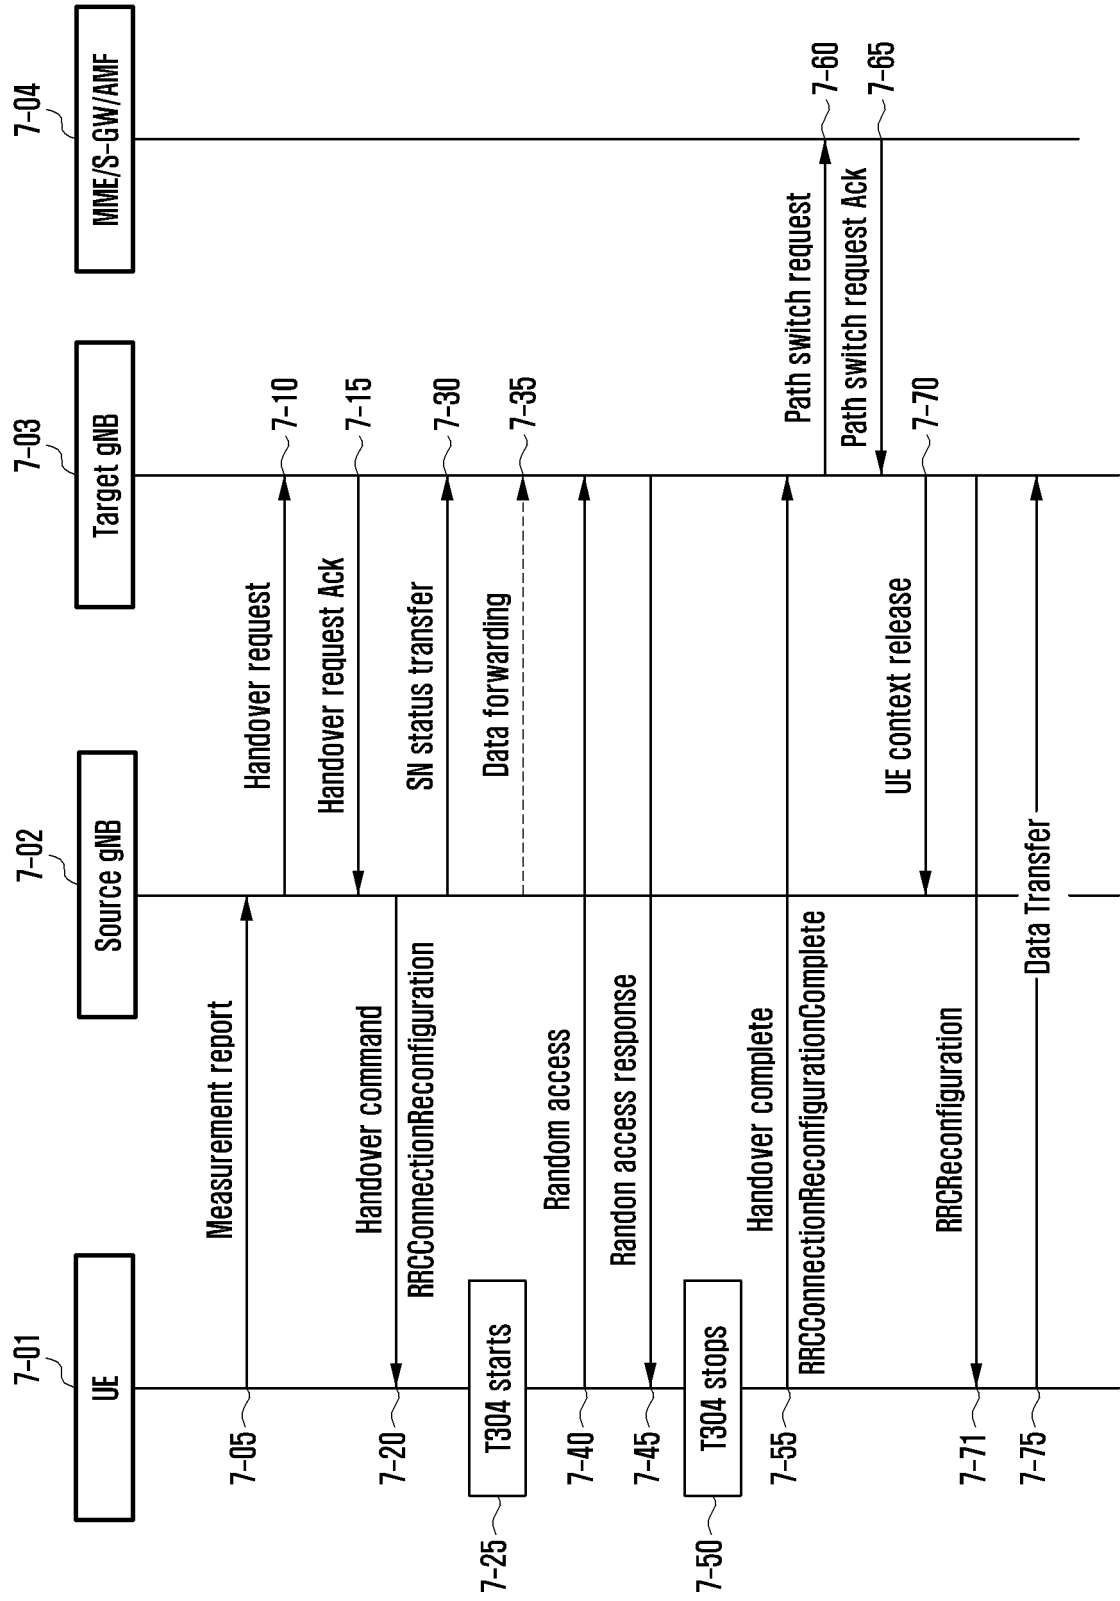 7-01
7-02
7-03
7-04
UE
Source gNB
Target gNB
MME/S-GW/AMF
7-05
Measurement report
Handover request
7-10
Handover request Ack
7-15
7-20
Handover command
RRCConnectionReconfiguration
SN status transfer
7-30
7-25
T304 starts
Data forwarding
7-35
7-40
Random access
7-45
Randon access response
7-50
T304 stops
7-55
Handover complete
RRCConnectionReconfigurationComplete
Path switch request
7-60
Path switch request Ack
7-65
UE context release
7-70
7-71
RRCReconfiguration
7-75
Data Transfer